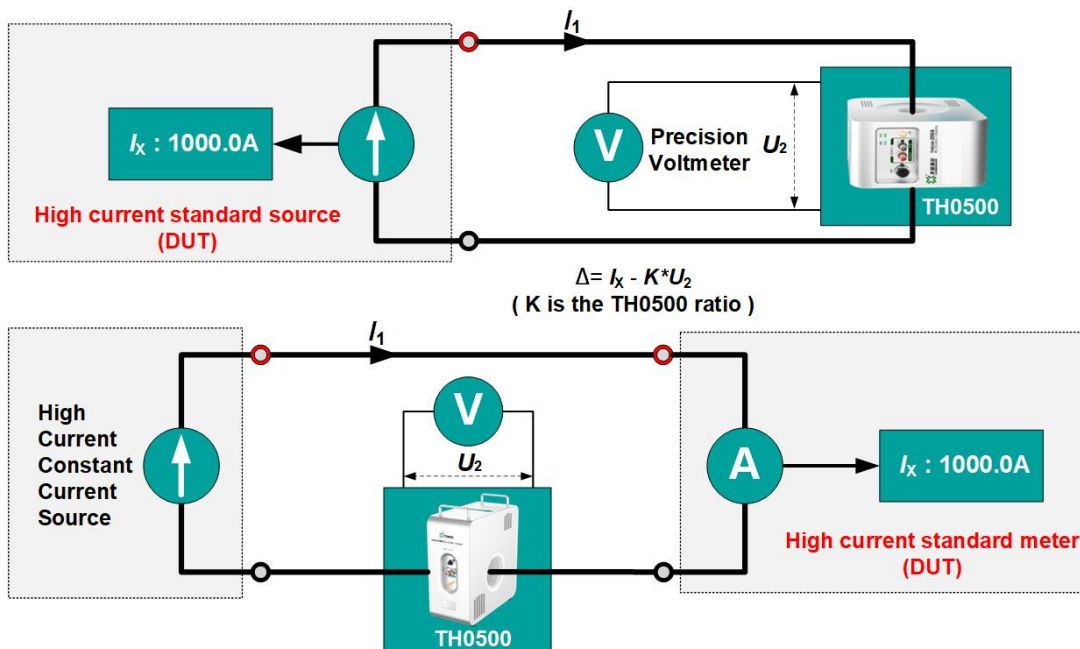 I₁
Iₓ : 1000.0A
V
Precision
Voltmeter
U₂
High current standard source
(DUT)
TH0500
Δ= Iₓ - K*U₂
( K is the TH0500 ratio )
I₁
High
Current
Constant
Current
Source
V
U₂
A
Iₓ : 1000.0A
TH0500
High current standard meter
(DUT)